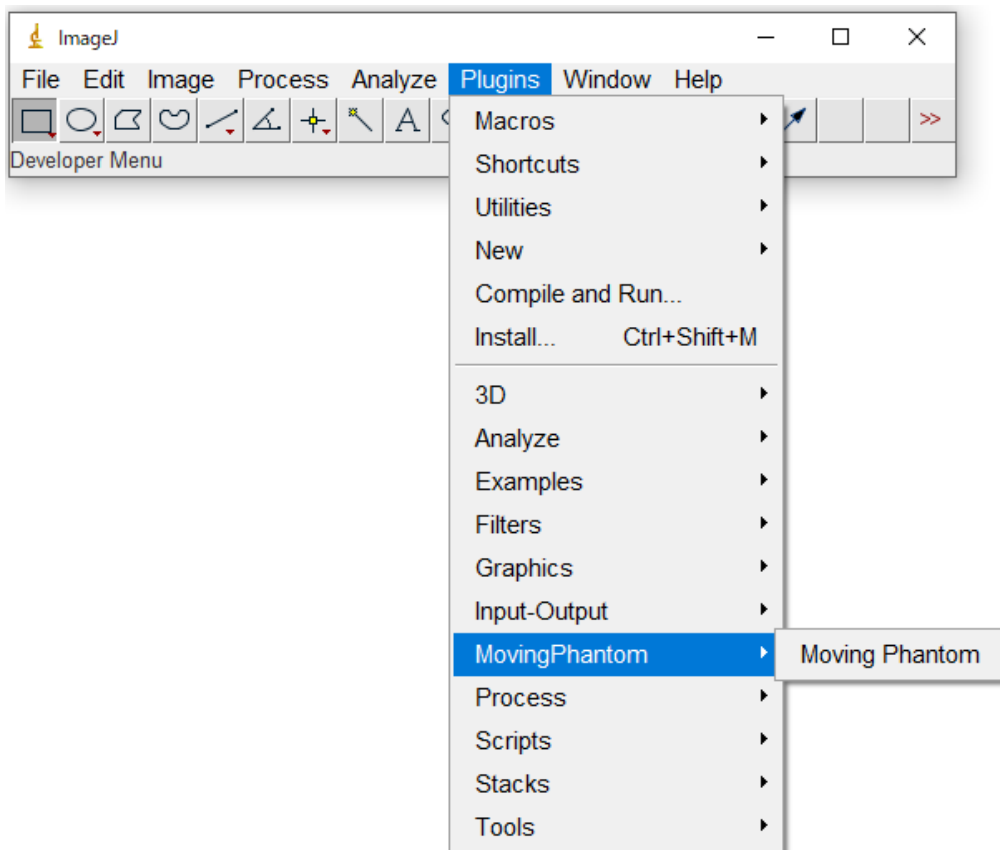 ImageJ
File Edit Image Process Analyze Plugins Window Help
A >>
Developer Menu
Macros
Shortcuts
Utilities
New
Compile and Run...
Install... Ctrl+Shift+M
3D
Analyze
Examples
Filters
Graphics
Input-Output
MovingPhantom Moving Phantom
Process
Scripts
Stacks
Tools